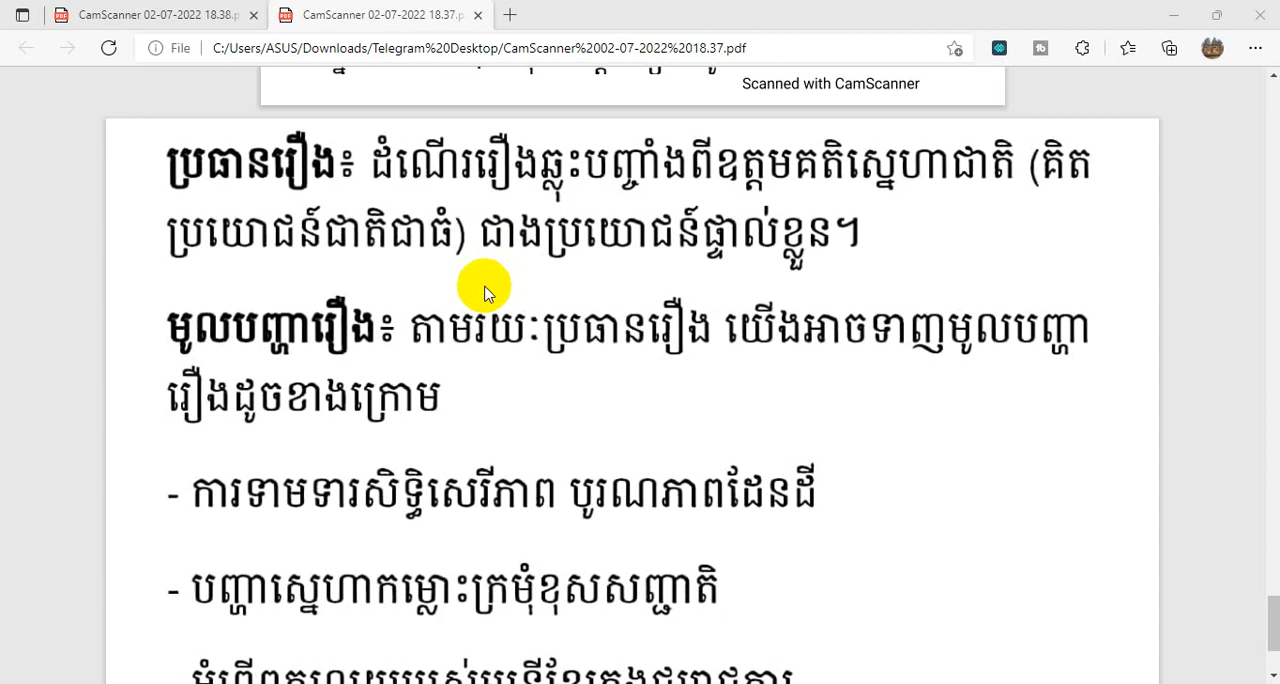 CamScanner 02-07-2022 18.38.p
CamScanner 02-07-2022 18.37.p
File
C:/Users/ASUS/Downloads/Telegram%20Desktop/CamScanner%2002-07-2022%2018.37.pdf
Scanned with CamScanner
ប្រធានរឿង៖ ដំណើររឿងឆ្លុះបញ្ចាំងពីឧត្តមគតិស្នេហាជាតិ (គិត
ប្រយោជន៍ជាតិជាធំ) ជាងប្រយោជន៍ផ្ទាល់ខ្លួន។
មូលបញ្ហារឿង៖ តាមរយៈប្រធានរឿង យើងអាចទាញមូលបញ្ហា
រឿងដូចខាងក្រោម
- ការទាមទារសិទ្ធិសេរីភាព បូរណភាពដែនដី
- បញ្ហាស្នេហាកម្លោះក្រមុំខុសសញ្ជាតិ